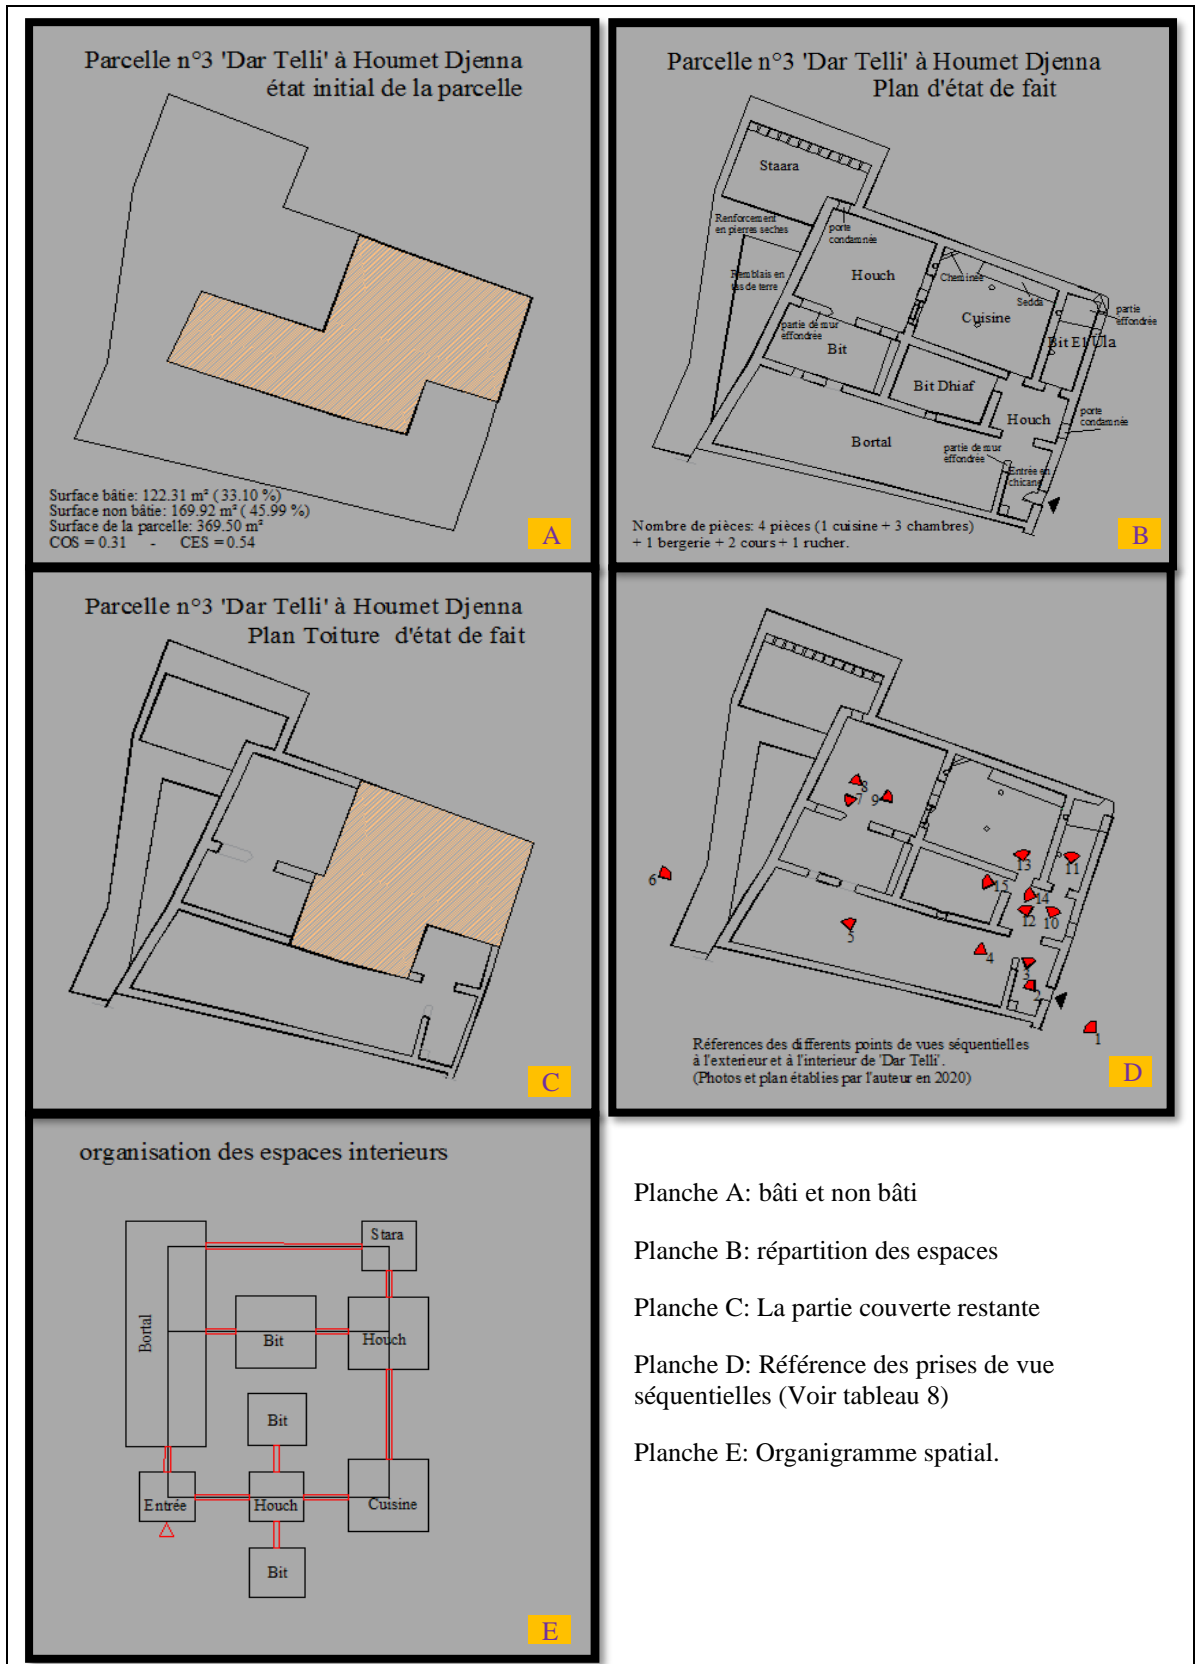 Parcelle n°3 'Dar Telli' à Houmet Djenna
état initial de la parcelle
Surface bâtie: 122.31 m² ( 33.10 %)
Surface non bâtie: 169.92 m² ( 45.99 %)
Surface de la parcelle: 369.50 m²
COS = 0.31 - CES = 0.54
A
Parcelle n°3 'Dar Telli' à Houmet Djenna
Plan d'état de fait
Staara
Renforcement
en pierres seches
porte
condamnée
Remblais en
tas de terre
Houch
Cheminée
Sedda
Cuisine
partie
effondrée
partie de mur
effondrée
Bit
Bit El Ula
Bit Dhiaf
Houch
porte
condamnée
Bortal
partie de mur
effondrée
Entrée en
chicane
Nombre de pièces: 4 pièces (1 cuisine + 3 chambres)
+ 1 bergerie + 2 cours + 1 rucher.
B
Parcelle n°3 'Dar Telli' à Houmet Djenna
Plan Toiture d'état de fait
C
8
7
9
6
13
11
15
14
12
10
5
4
3
2
1
Réferences des differents points de vues séquentielles
à l'exterieur et à l'interieur de 'Dar Telli'.
(Photos et plan établies par l'auteur en 2020)
D
organisation des espaces interieurs
Stara
Bortal
Bit
Houch
Bit
Entrée
Houch
Cuisine
Bit
E
Planche A: bâti et non bâti
Planche B: répartition des espaces
Planche C: La partie couverte restante
Planche D: Référence des prises de vue
séquentielles (Voir tableau 8)
Planche E: Organigramme spatial.